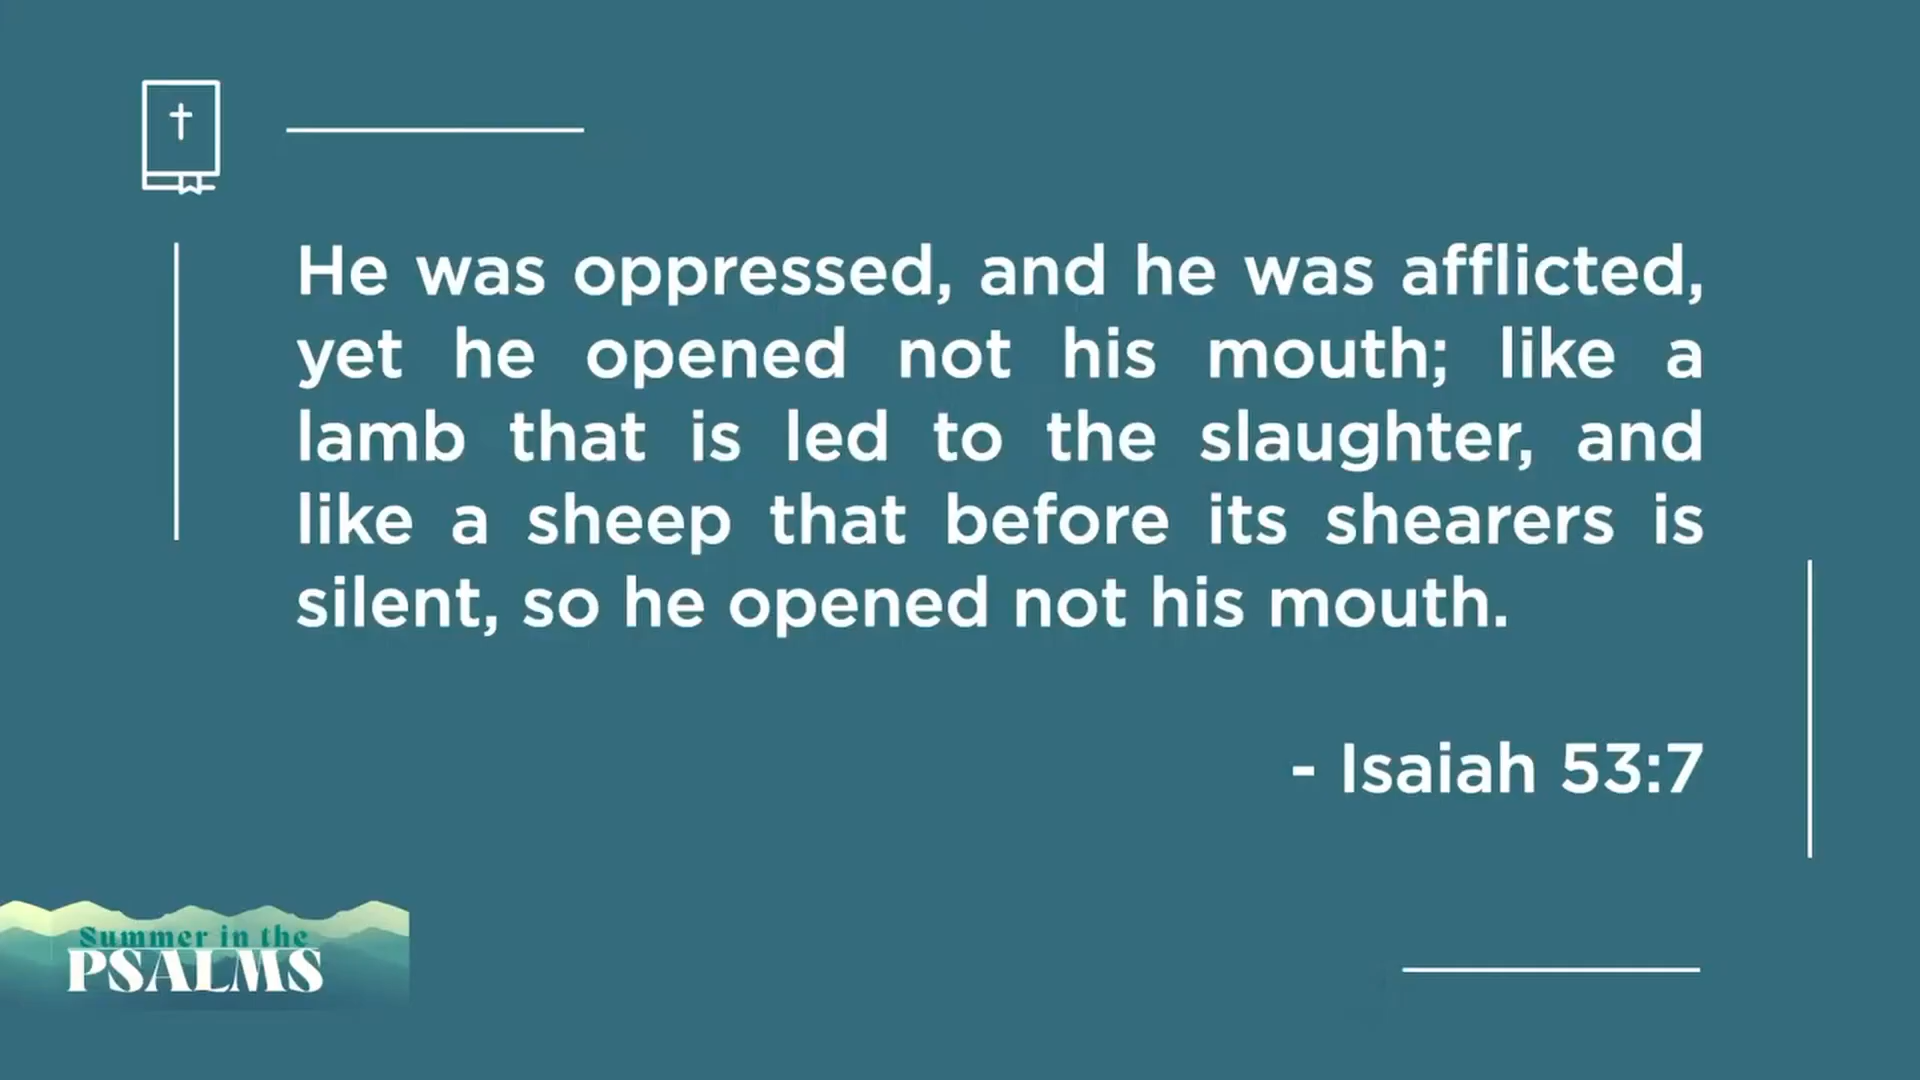 He was oppressed, and he was afflicted,
yet he opened not his mouth; like a
lamb that is led to the slaughter, and
like a sheep that before its shearers is
silent, so he opened not his mouth.
- Isaiah 53:7
Summer in the
PSALMS